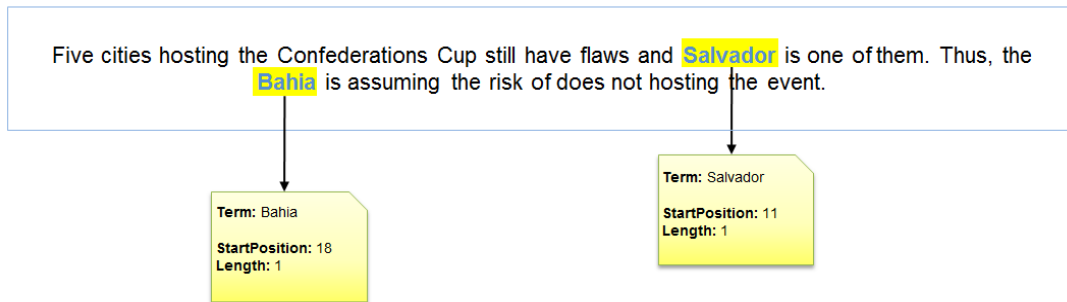 Five cities hosting the Confederations Cup still have flaws and Salvador is one of them. Thus, the
Bahia is assuming the risk of does not hosting the event.
Term: Salvador
StartPosition: 11
Length: 1
Term: Bahia
StartPosition: 18
Length: 1